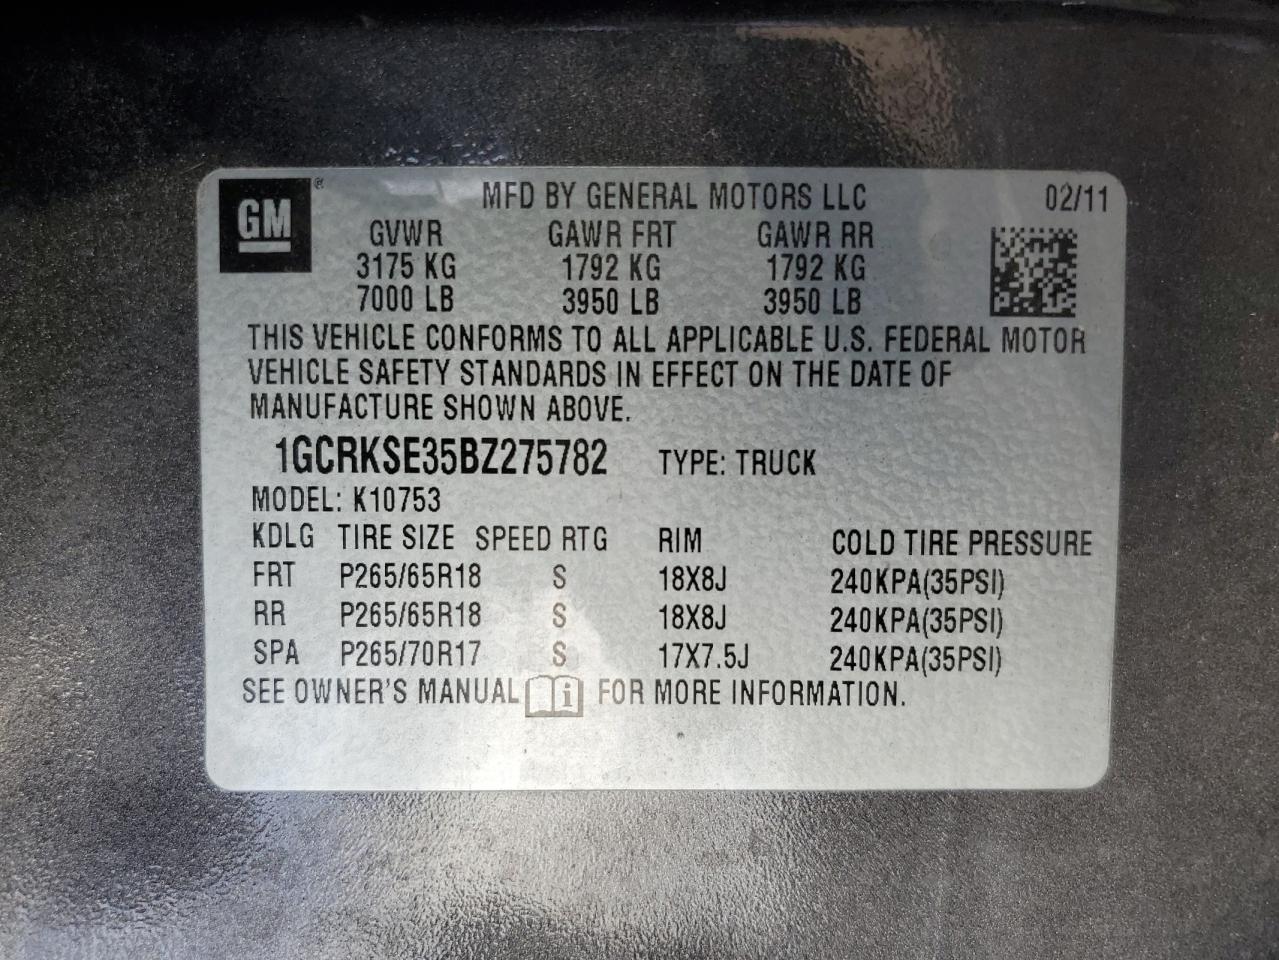 GM ® MFD BY GENERAL MOTORS LLC 02/11
GVWR GAWR FRT GAWR RR
3175 KG 1792 KG 1792 KG
7000 LB 3950 LB 3950 LB
THIS VEHICLE CONFORMS TO ALL APPLICABLE U.S. FEDERAL MOTOR
VEHICLE SAFETY STANDARDS IN EFFECT ON THE DATE OF
MANUFACTURE SHOWN ABOVE.
1GCRKSE35BZ275782 TYPE: TRUCK
MODEL: K10753
KDLG TIRE SIZE SPEED RTG RIM COLD TIRE PRESSURE
FRT P265/65R18 S 18X8J 240KPA(35PSI)
RR P265/65R18 S 18X8J 240KPA(35PSI)
SPA P265/70R17 S 17X7.5J 240KPA(35PSI)
SEE OWNER'S MANUAL i FOR MORE INFORMATION.